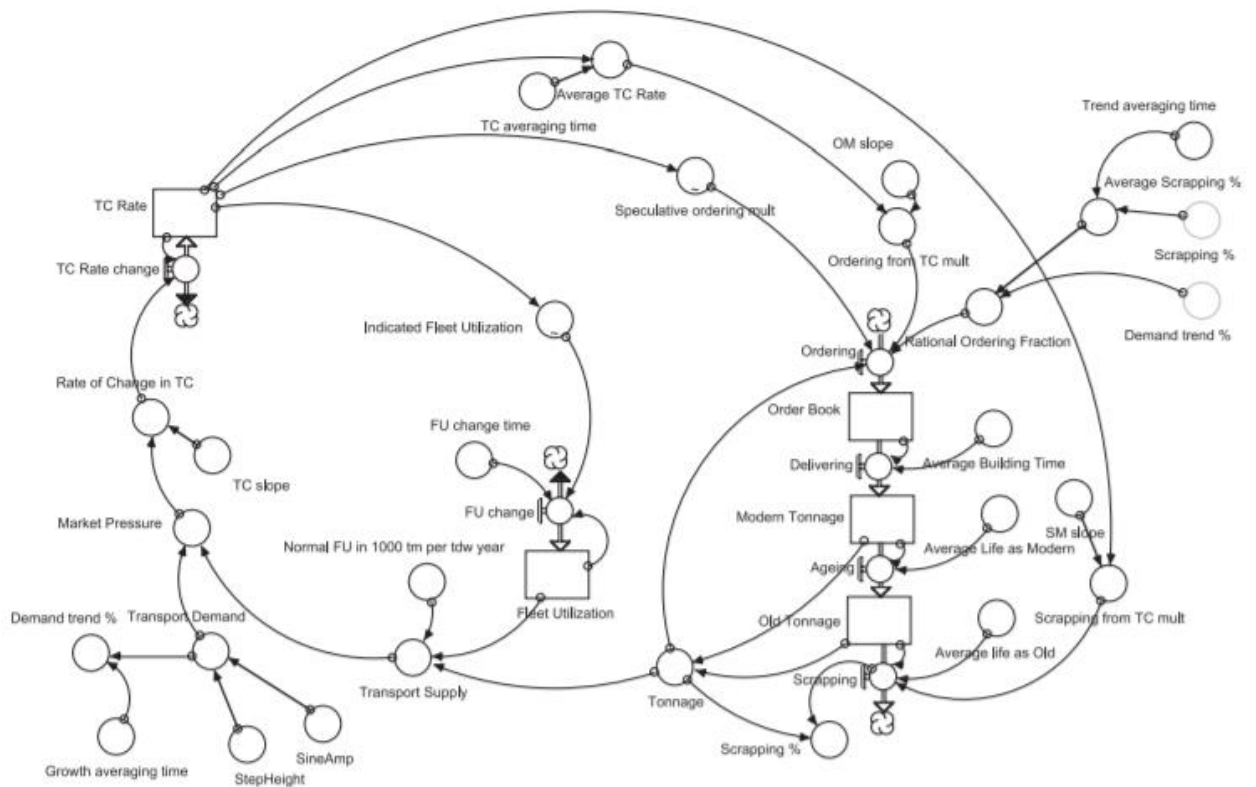 Average TC Rate
TC averaging time
Trend averaging time
OM slope
Average Scrapping %
TC Rate
Speculative ordering mult
Ordering from TC mult
Scrapping %
TC Rate change
Indicated Fleet Utilization
Demand trend %
Ordering
Rational Ordering Fraction
Rate of Change in TC
Order Book
FU change time
Delivering
Average Building Time
TC slope
Market Pressure
FU change
Modern Tonnage
SM slope
Normal FU in 1000 tm per tdw year
Average Life as Modern
Ageing
Fleet Utilization
Old Tonnage
Demand trend %
Transport Demand
Scrapping from TC mult
Average life as Old
Transport Supply
Tonnage
Scrapping
Scrapping %
SineAmp
Growth averaging time
StepHeight